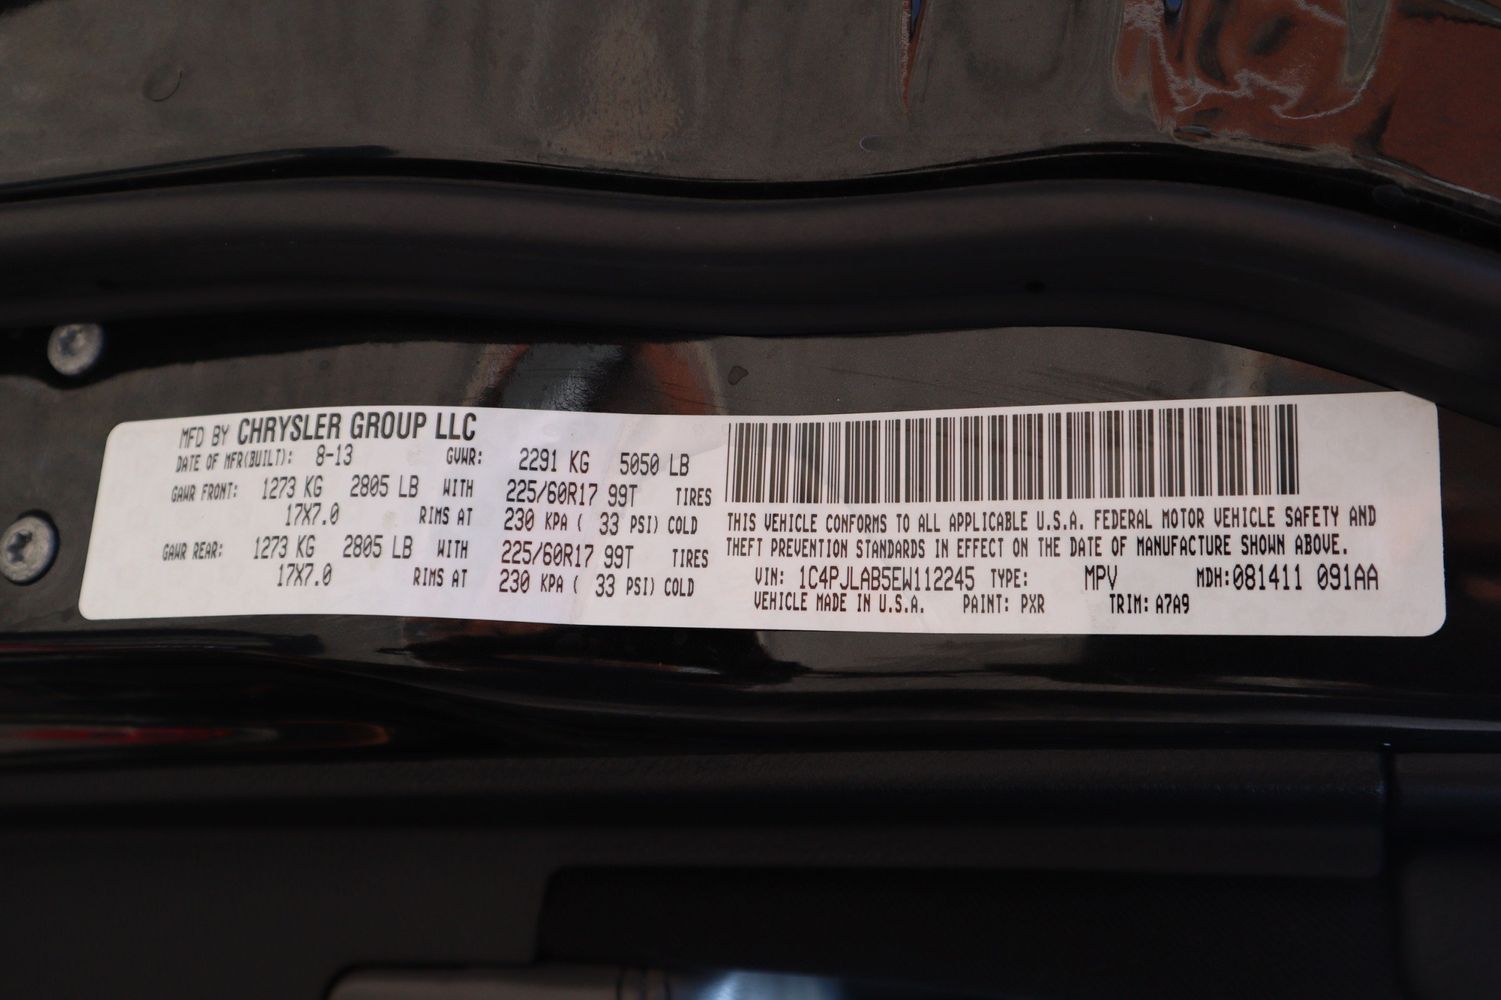 MFD BY CHRYSLER GROUP LLC
DATE OF MFR(BUILT): 8-13 GVWR: 2291 KG 5050 LB
GAWR FRONT: 1273 KG 2805 LB WITH 225/60R17 99T TIRES
17X7.0 RIMS AT 230 KPA ( 33 PSI) COLD
GAWR REAR: 1273 KG 2805 LB WITH 225/60R17 99T TIRES
17X7.0 RIMS AT 230 KPA ( 33 PSI) COLD
THIS VEHICLE CONFORMS TO ALL APPLICABLE U.S.A. FEDERAL MOTOR VEHICLE SAFETY AND
THEFT PREVENTION STANDARDS IN EFFECT ON THE DATE OF MANUFACTURE SHOWN ABOVE.
VIN: 1C4PJLAB5EW112245 TYPE: MPV MDH:081411 091AA
VEHICLE MADE IN U.S.A. PAINT: PXR TRIM: A7A9